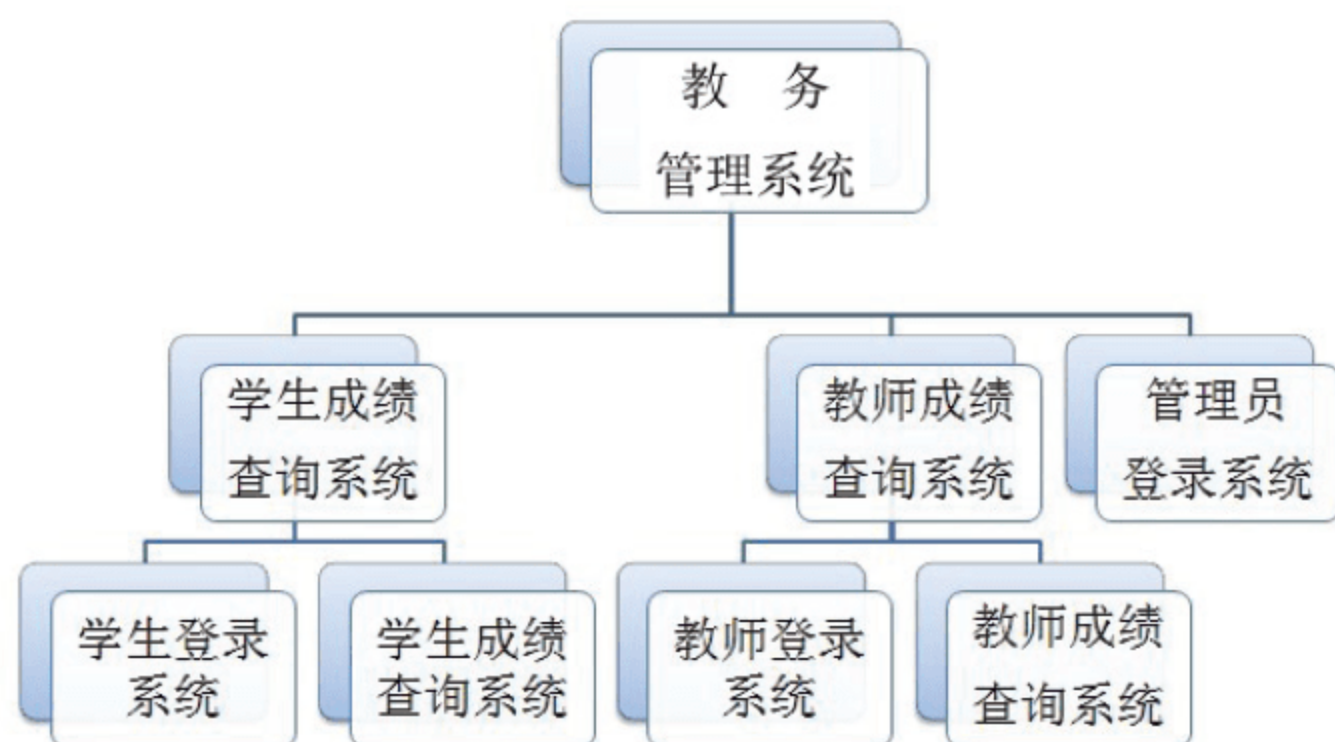 教 务
管理系统
学生成绩
查询系统
教师成绩
查询系统
管理员
登录系统
学生登录
系统
学生成绩
查询系统
教师登录
系统
教师成绩
查询系统